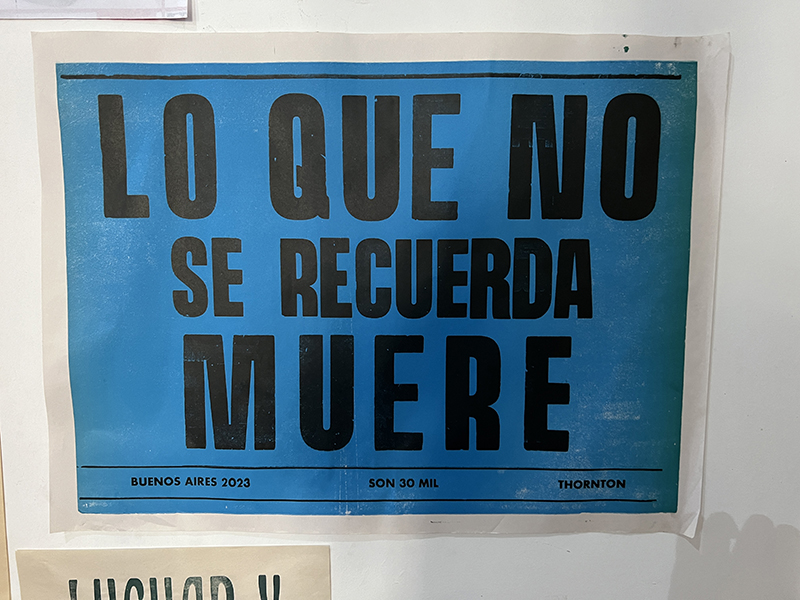 LO QUE NO
SE RECUERDA
MUERE
BUENOS AIRES 2023 SON 30 MIL THORNTON